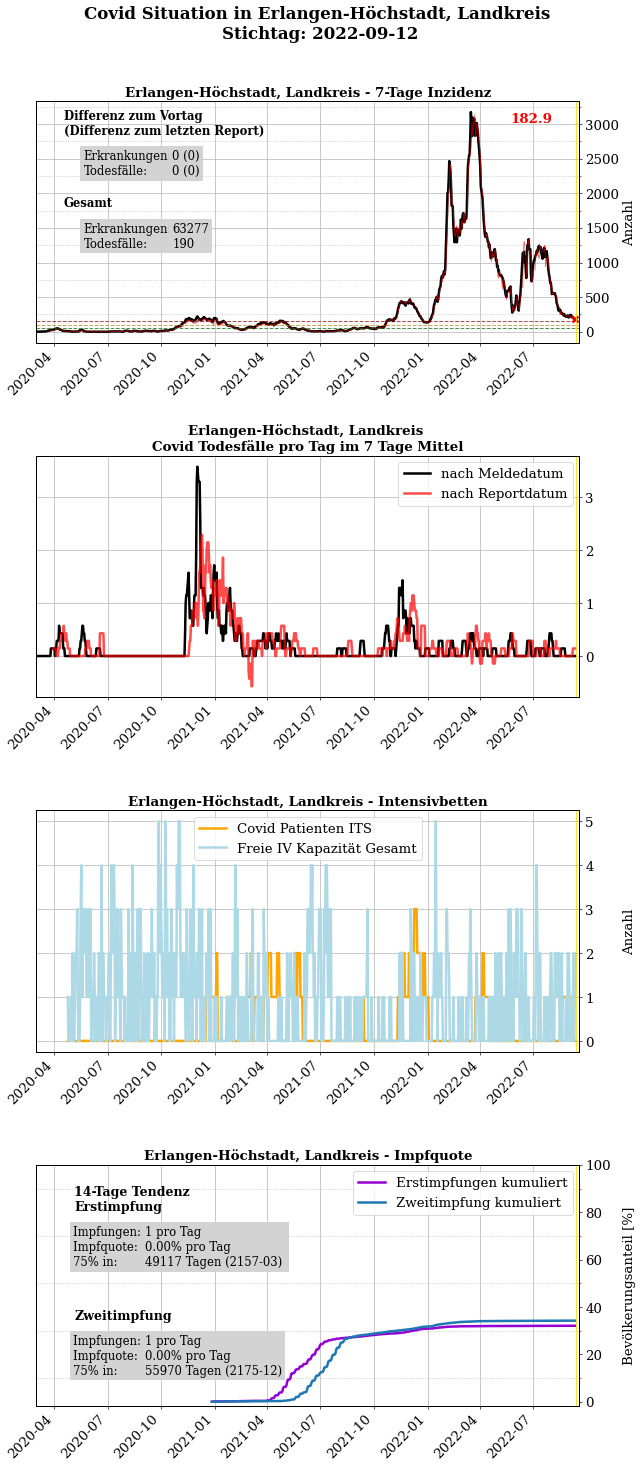 Covid Situation in Erlangen-Höchstadt, Landkreis
Stichtag: 2022-09-12
Erlangen-Höchstadt, Landkreis - 7-Tage Inzidenz
Differenz zum Vortag
(Differenz zum letzten Report)
Erkrankungen 0 (0)
Todesfälle: 0 (0)
Gesamt
Erkrankungen 63277
Todesfälle: 190
182.9
3000
2500
2000
1500
1000
500
0
Anzahl
2020-04
2020-07
2020-10
2021-01
2021-04
2021-07
2021-10
2022-01
2022-04
2022-07
Erlangen-Höchstadt, Landkreis
Covid Todesfälle pro Tag im 7 Tage Mittel
nach Meldedatum
nach Reportdatum
3
2
1
0
2020-04
2020-07
2020-10
2021-01
2021-04
2021-07
2021-10
2022-01
2022-04
2022-07
Erlangen-Höchstadt, Landkreis - Intensivbetten
Covid Patienten ITS
Freie IV Kapazität Gesamt
5
4
3
2
1
0
Anzahl
2020-04
2020-07
2020-10
2021-01
2021-04
2021-07
2021-10
2022-01
2022-04
2022-07
Erlangen-Höchstadt, Landkreis - Impfquote
14-Tage Tendenz
Erstimpfung
Impfungen: 1 pro Tag
Impfquote: 0.00% pro Tag
75% in: 49117 Tagen (2157-03)
Zweitimpfung
Impfungen: 1 pro Tag
Impfquote: 0.00% pro Tag
75% in: 55970 Tagen (2175-12)
Erstimpfungen kumuliert
Zweitimpfung kumuliert
100
80
60
40
20
0
Bevölkerungsanteil [%]
2020-04
2020-07
2020-10
2021-01
2021-04
2021-07
2021-10
2022-01
2022-04
2022-07